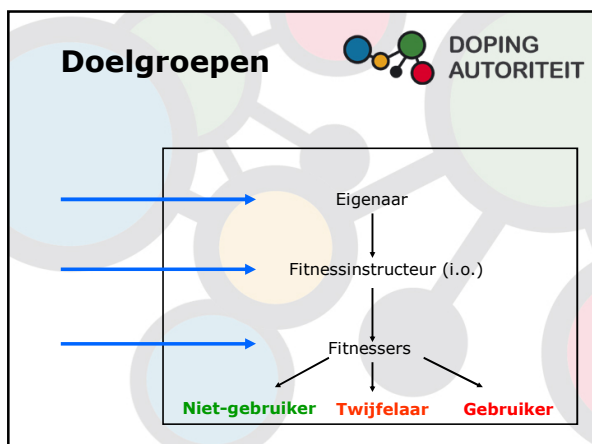 Doelgroepen
DOPING
AUTORITEIT
Eigenaar
Fitnessinstructeur (i.o.)
Fitnessers
Niet-gebruiker Twijfelaar Gebruiker